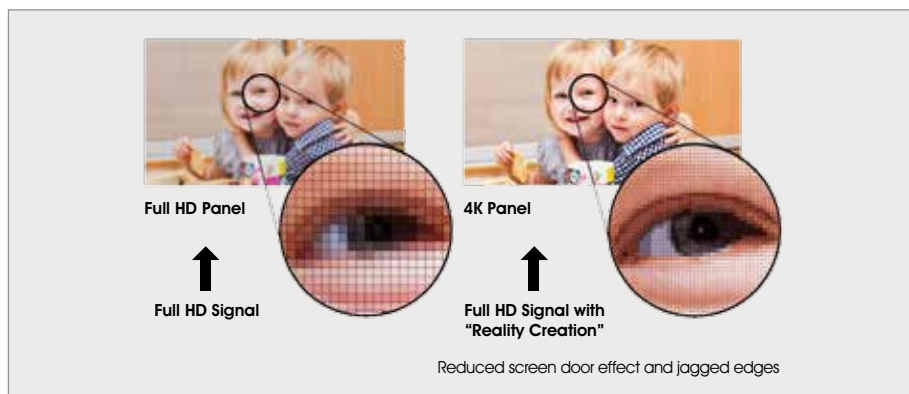 Full HD Panel
Full HD Signal
4K Panel
Full HD Signal with
“Reality Creation”
Reduced screen door effect and jagged edges